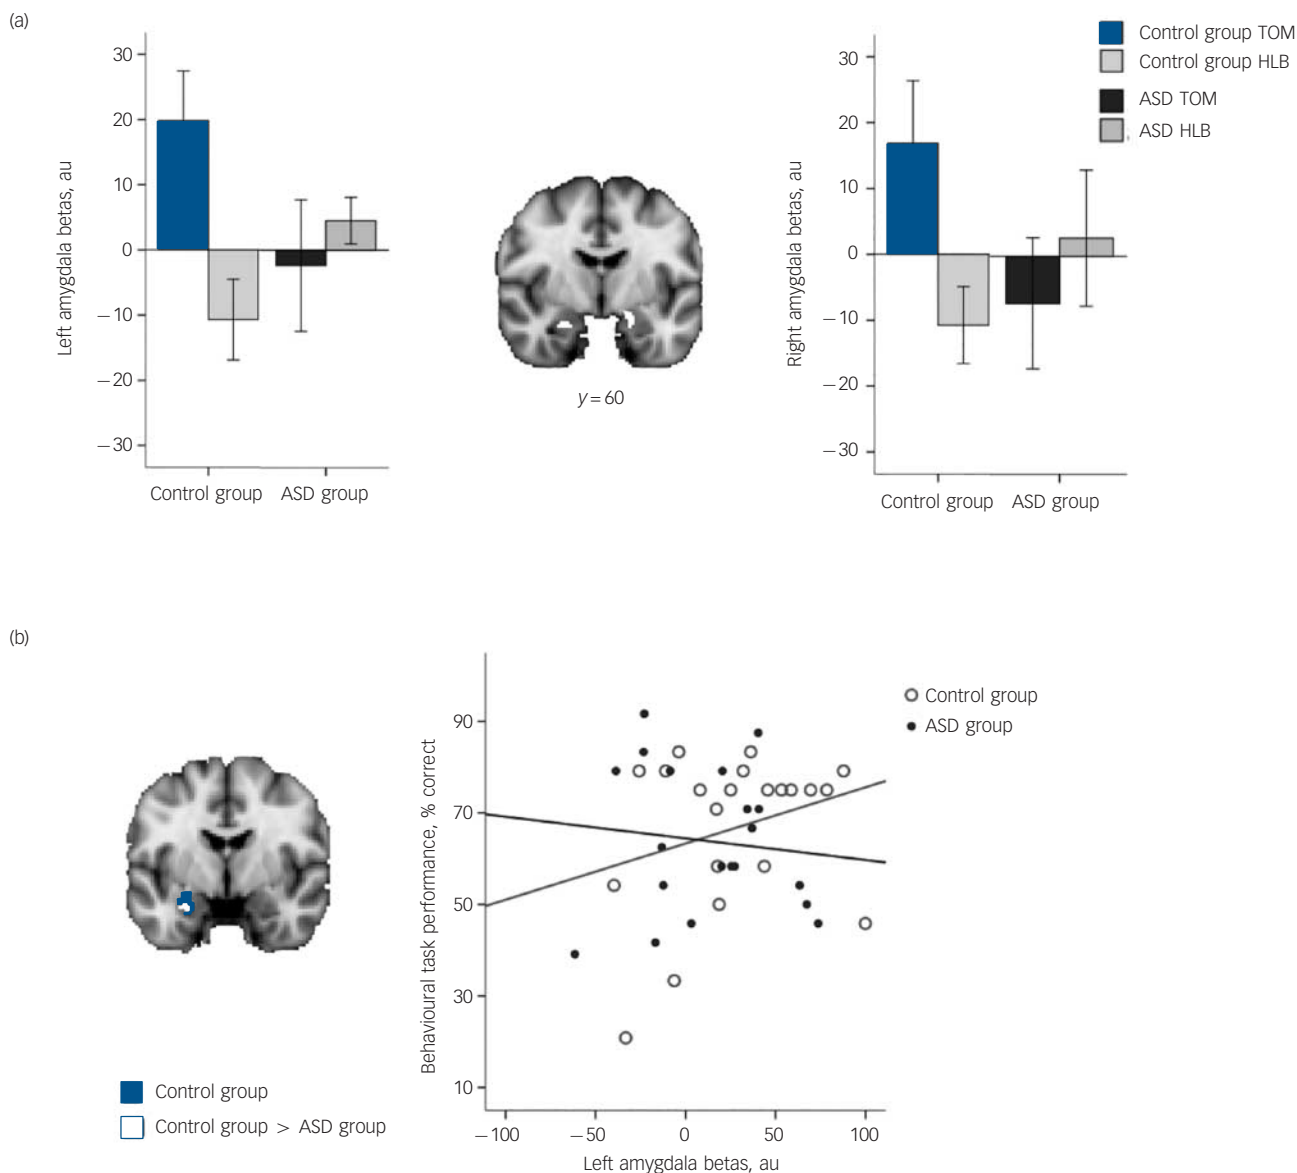 (a)
30
20
10
0
−10
−20
−30
Left amygdala betas, au
Control group
ASD group
y = 60
30
20
10
0
−10
−20
−30
Right amygdala betas, au
Control group
ASD group
Control group TOM
Control group HLB
ASD TOM
ASD HLB
(b)
Control group
Control group > ASD group
90
70
50
30
10
Behavioural task performance, % correct
−100
−50
0
50
100
Left amygdala betas, au
Control group
ASD group